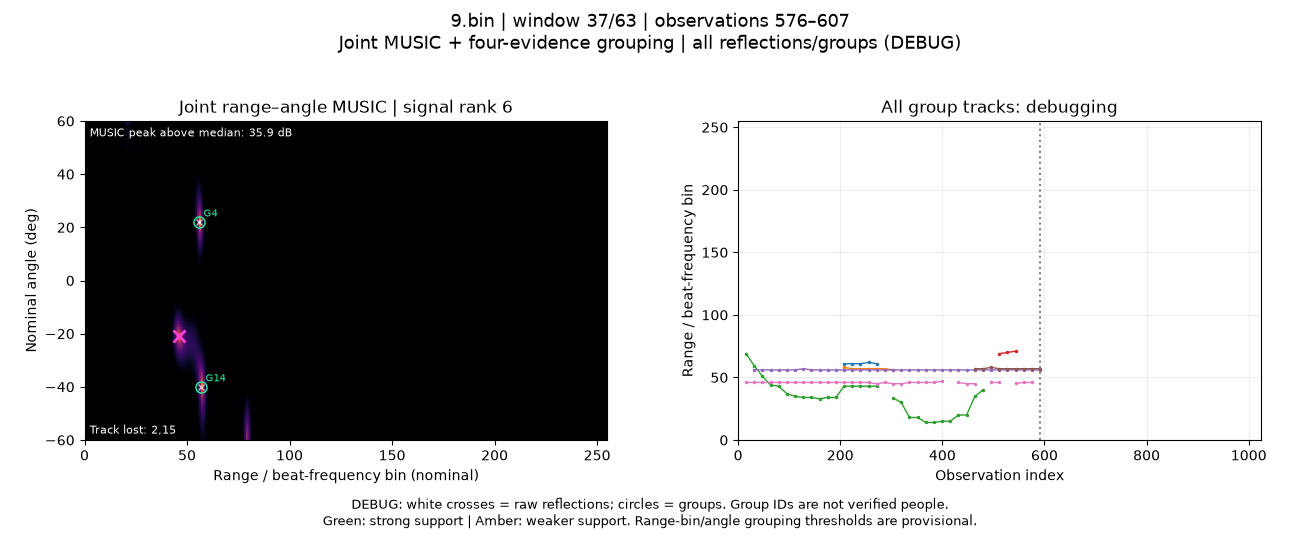 9.bin | window 37/63 | observations 576–607
Joint MUSIC + four-evidence grouping | all reflections/groups (DEBUG)
Joint range–angle MUSIC | signal rank 6
MUSIC peak above median: 35.9 dB
G4
G14
Track lost: 2,15
60
40
20
0
−20
−40
−60
Nominal angle (deg)
0
50
100
150
200
250
Range / beat-frequency bin (nominal)
All group tracks: debugging
250
200
150
100
50
0
Range / beat-frequency bin
0
200
400
600
800
1000
Observation index
DEBUG: white crosses = raw reflections; circles = groups. Group IDs are not verified people.
Green: strong support | Amber: weaker support. Range-bin/angle grouping thresholds are provisional.